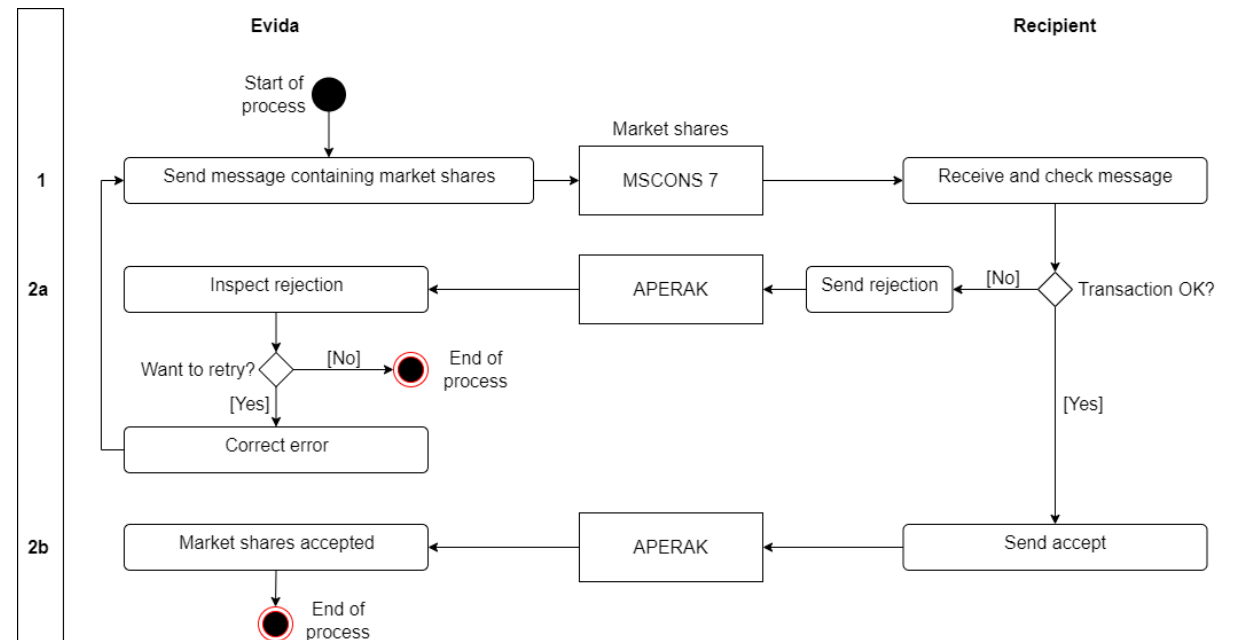 Evida
Recipient
Start of
process
Market shares
1
Send message containing market shares
MSCONS 7
Receive and check message
2a
Inspect rejection
APERAK
Send rejection
[No]
Transaction OK?
Want to retry?
[No]
End of
process
[Yes]
[Yes]
Correct error
2b
Market shares accepted
APERAK
Send accept
End of
process